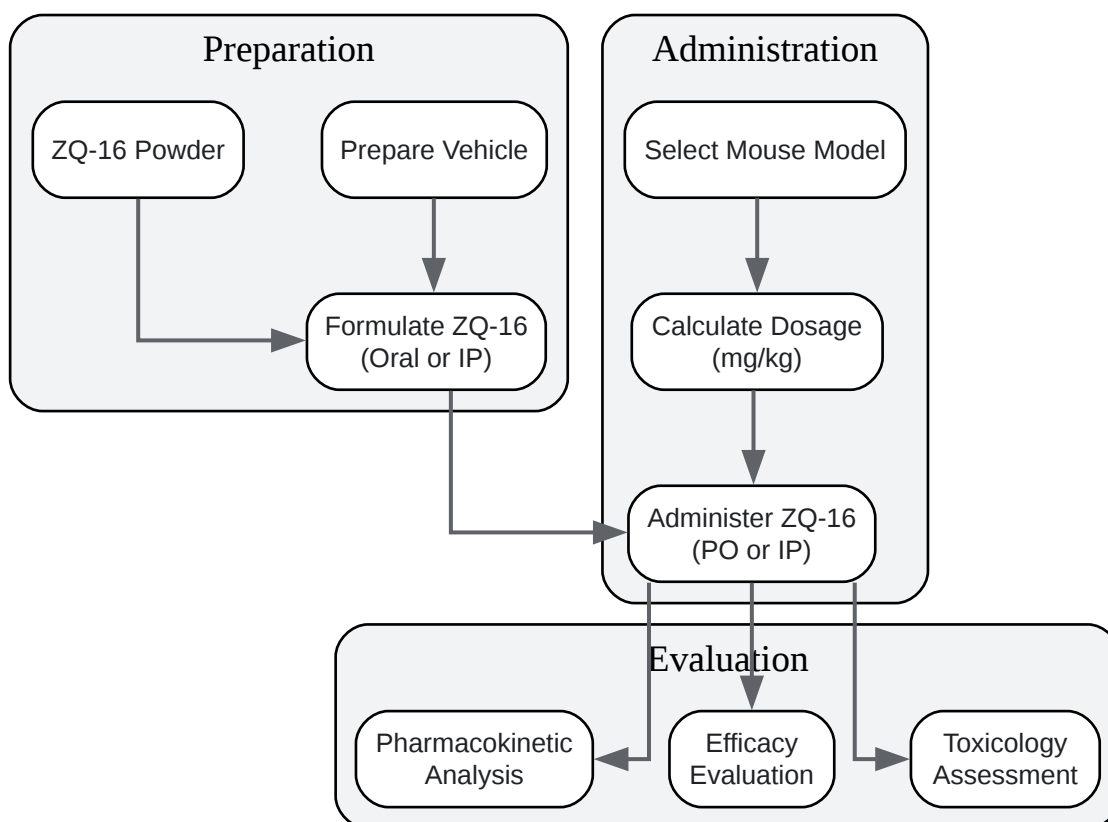 Preparation
ZQ-16 Powder
Prepare Vehicle
Formulate ZQ-16
(Oral or IP)
Administration
Select Mouse Model
Calculate Dosage
(mg/kg)
Administer ZQ-16
(PO or IP)
Evaluation
Pharmacokinetic
Analysis
Efficacy
Evaluation
Toxicology
Assessment